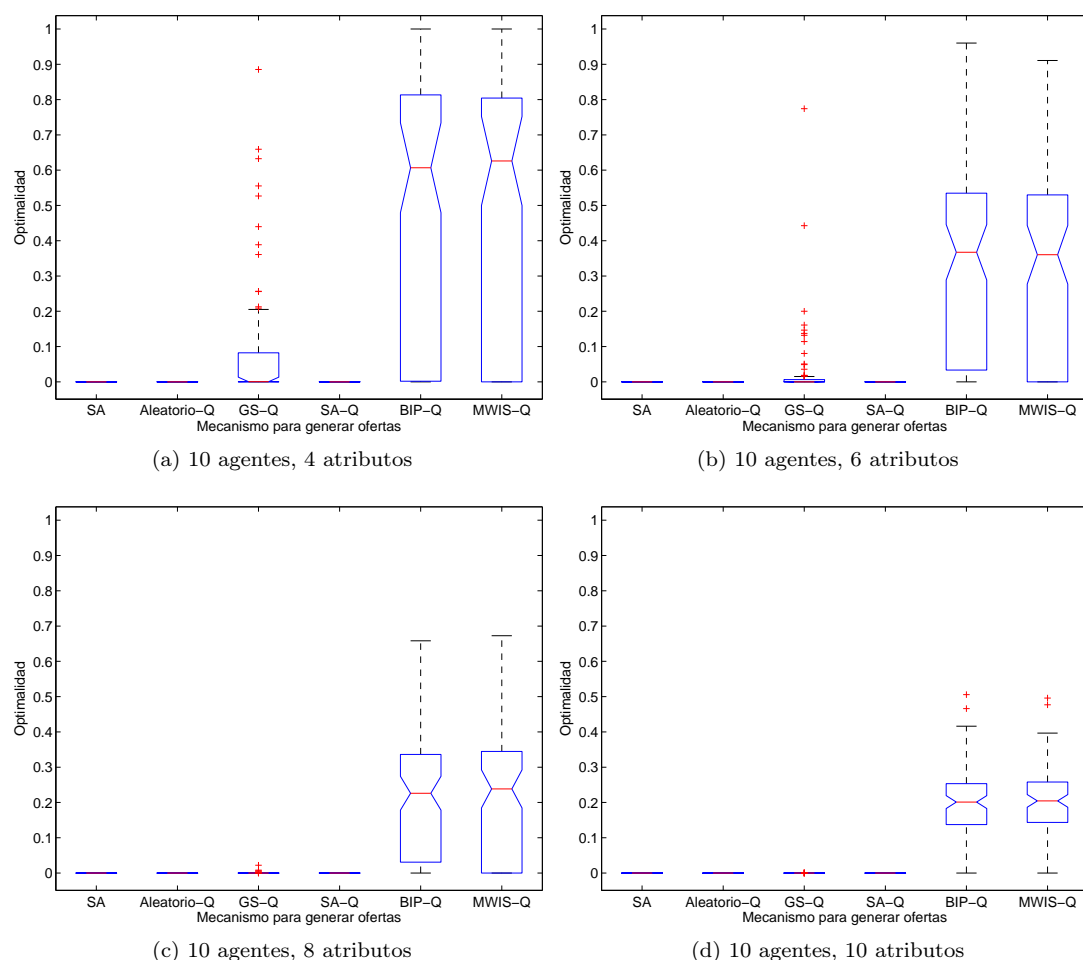 1
0.9
0.8
0.7
0.6
0.5
0.4
0.3
0.2
0.1
0
Optimalidad
SA Aleatorio−Q GS−Q SA−Q BIP−Q MWIS−Q
Mecanismo para generar ofertas
(a) 10 agentes, 4 atributos
1
0.9
0.8
0.7
0.6
0.5
0.4
0.3
0.2
0.1
0
Optimalidad
SA Aleatorio−Q GS−Q SA−Q BIP−Q MWIS−Q
Mecanismo para generar ofertas
(b) 10 agentes, 6 atributos
1
0.9
0.8
0.7
0.6
0.5
0.4
0.3
0.2
0.1
0
Optimalidad
SA Aleatorio−Q GS−Q SA−Q BIP−Q MWIS−Q
Mecanismo para generar ofertas
(c) 10 agentes, 8 atributos
1
0.9
0.8
0.7
0.6
0.5
0.4
0.3
0.2
0.1
0
Optimalidad
SA Aleatorio−Q GS−Q SA−Q BIP−Q MWIS−Q
Mecanismo para generar ofertas
(d) 10 agentes, 10 atributos